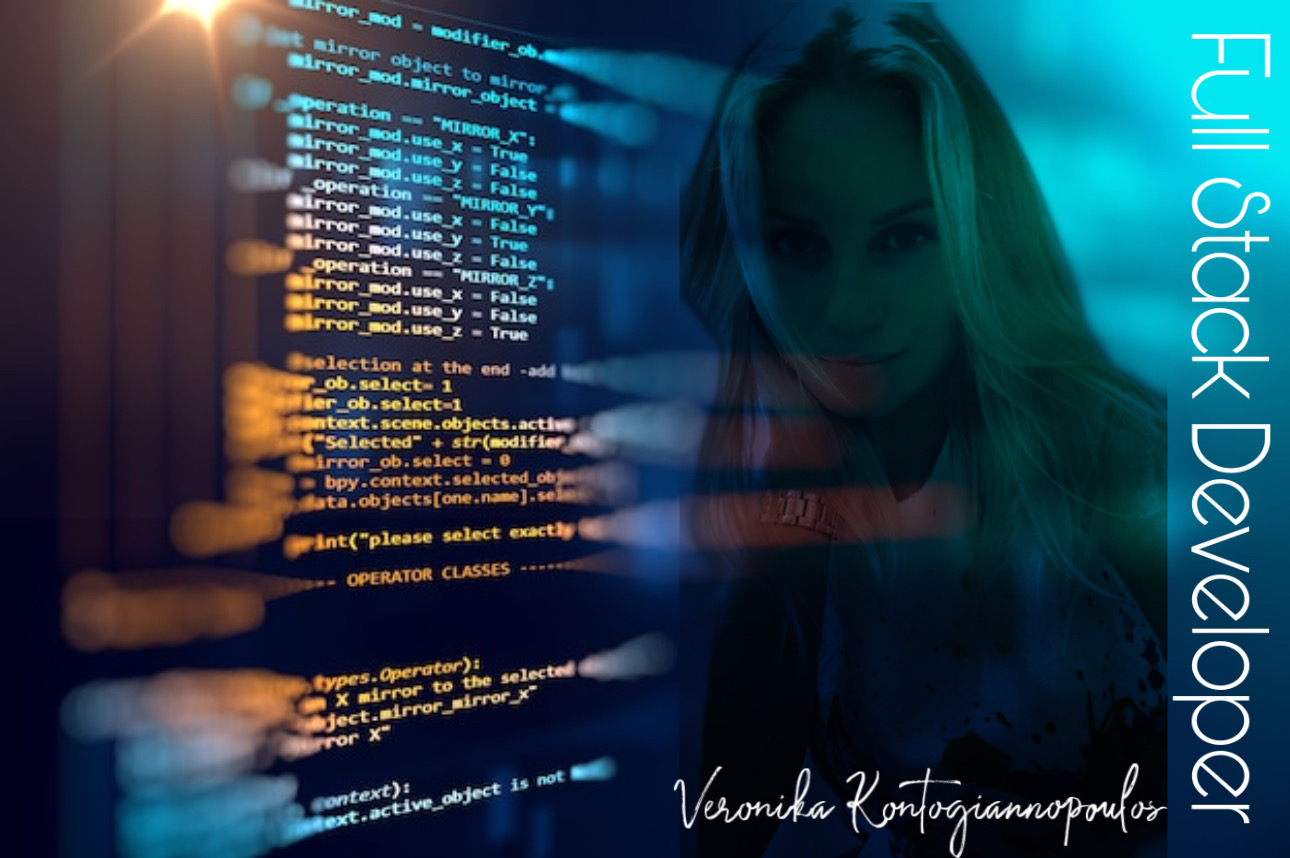 mirror_mod = modifier_ob.
mirror object to mirror
mirror_mod.mirror_object
operation == "MIRROR_X":
mirror_mod.use_x = True
mirror_mod.use_y = False
mirror_mod.use_z = False
_operation == "MIRROR_Y":
mirror_mod.use_x = False
mirror_mod.use_y = True
mirror_mod.use_z = False
_operation == "MIRROR_Z":
mirror_mod.use_x = False
mirror_mod.use_y = False
mirror_mod.use_z = True
selection at the end -add
_ob.select= 1
er_ob.select=1
ntext.scene.objects.activ
("Selected" + str(modifier_
irror_ob.select = 0
= bpy.context.selected_obj
data.objects[one.name].sel
print("please select exactly
--- OPERATOR CLASSES -----
types.Operator):
X mirror to the selected
ject.mirror_mirror_x"
rror X"
context):
ext.active_object is not
Full Stack Developer
Veronika Kontogiannopoulos